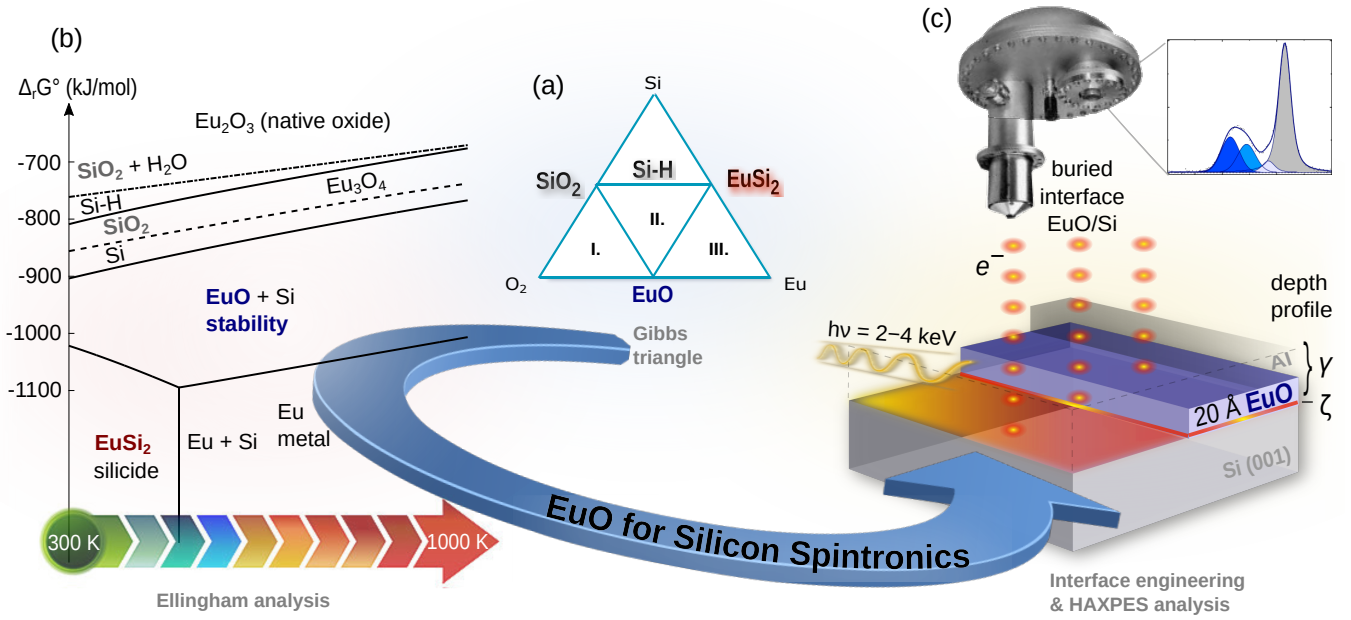 (b)
ΔrG° (kJ/mol)
-700
-800
-900
-1000
-1100
Eu2O3 (native oxide)
SiO2 + H2O
Si-H
Eu3O4
SiO2
Si
EuO + Si
stability
EuSi2
silicide
Eu + Si
Eu
metal
300 K
1000 K
Ellingham analysis
(a)
Si
SiO2
Si-H
EuSi2
I.
II.
III.
O2
EuO
Eu
Gibbs
triangle
EuO for Silicon Spintronics
(c)
buried
interface
EuO/Si
e−
depth
profile
hν = 2−4 keV
Al
γ
20 Å EuO
ζ
Si (001)
Interface engineering
& HAXPES analysis